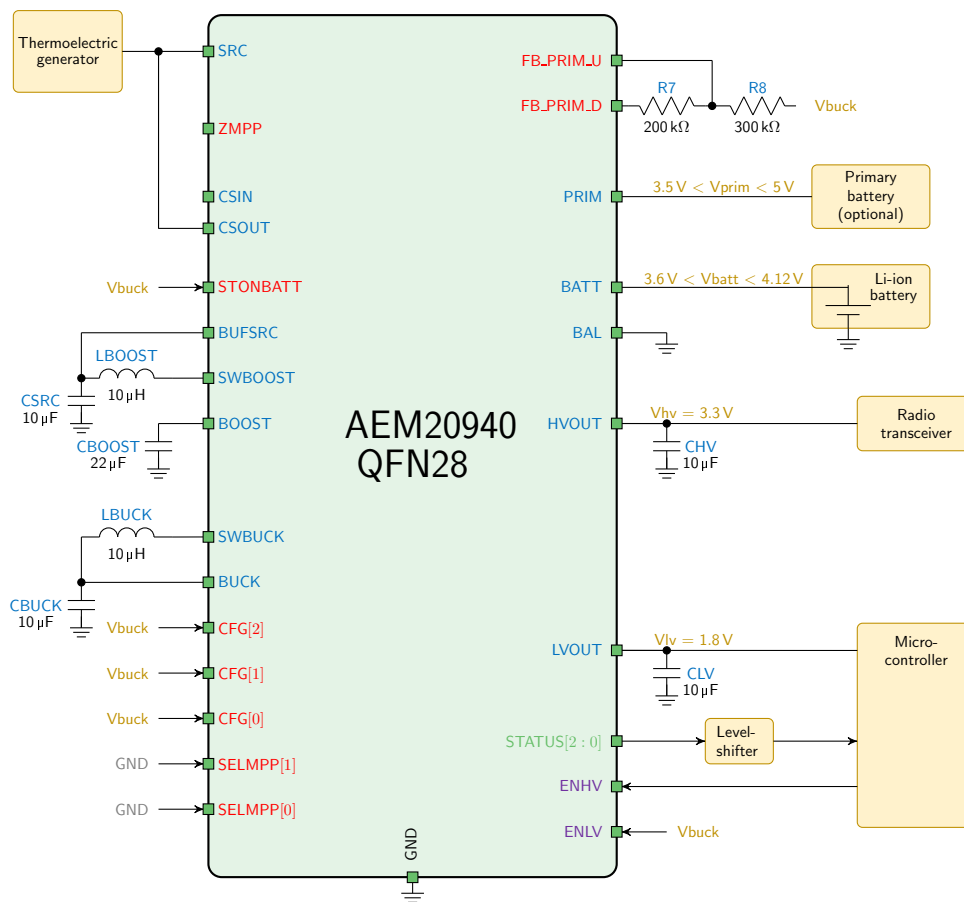 Thermoelectric
generator
SRC
ZMPP
CSIN
CSOUT
Vbuck
STONBATT
BUFSRC
LBOOST
10 µH
SWBOOST
CSRC
10 µF
BOOST
CBOOST
22 µF
LBUCK
10 µH
SWBUCK
BUCK
CBUCK
10 µF
Vbuck
CFG[2]
Vbuck
CFG[1]
Vbuck
CFG[0]
GND
SELMPP[1]
GND
SELMPP[0]
AEM20940
QFN28
GND
FB_PRIM_U
FB_PRIM_D
R7
200 kΩ
R8
300 kΩ
Vbuck
PRIM
3.5 V < Vprim < 5 V
Primary
battery
(optional)
BATT
3.6 V < Vbatt < 4.12 V
Li-ion
battery
BAL
HVOUT
Vhv = 3.3 V
CHV
10 µF
Radio
transceiver
LVOUT
Vlv = 1.8 V
CLV
10 µF
Micro-
controller
STATUS[2 : 0]
Level-
shifter
ENHV
ENLV
Vbuck